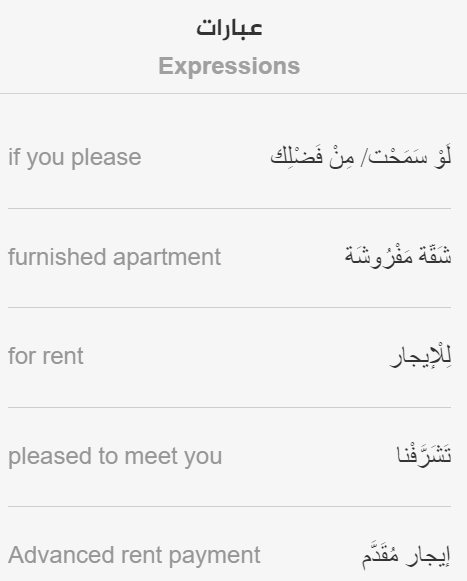 عبارات
Expressions
if you please لَوْ سَمَحْت/ مِنْ فَضْلِك
furnished apartment شَقَّة مَفْرُوشَة
for rent لِلْإيجار
pleased to meet you تَشَرَّفْنا
Advanced rent payment إيجار مُقَدَّم